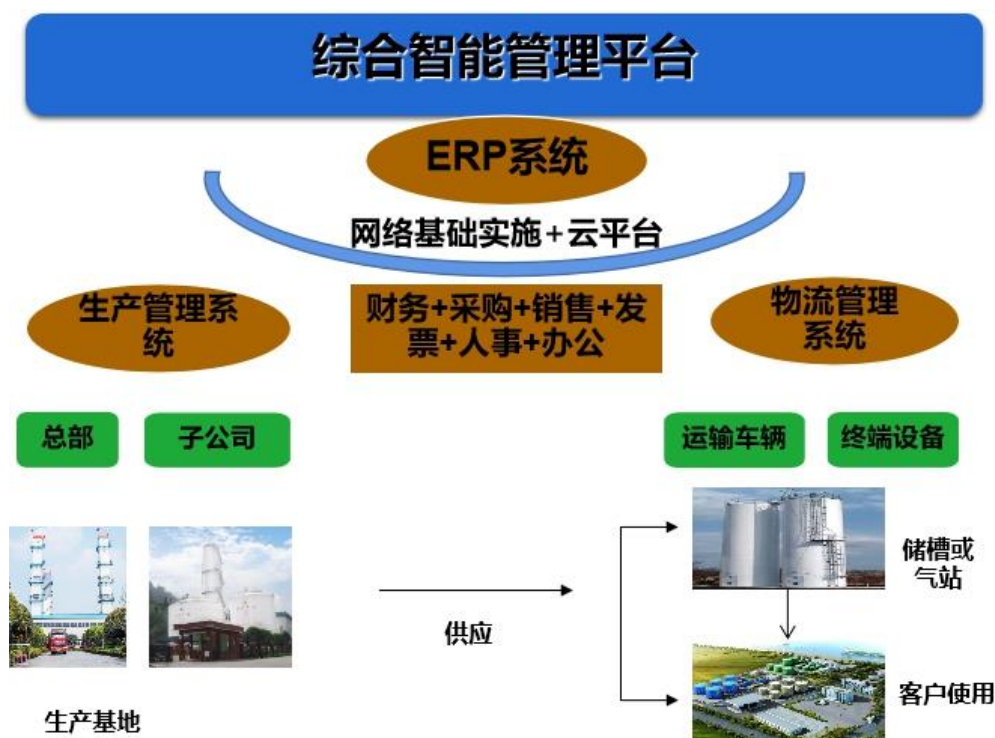 综合智能管理平台
ERP系统
网络基础实施+云平台
生产管理系
统
财务+采购+销售+发
票+人事+办公
物流管理
系统
总部
子公司
运输车辆
终端设备
储槽或
气站
供应
客户使用
生产基地